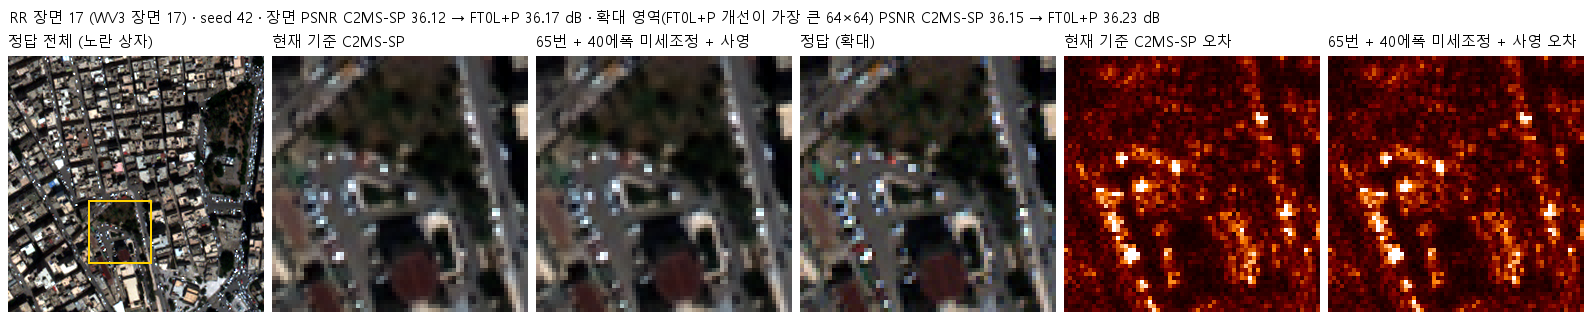 RR 장면 17 (WV3 장면 17) · seed 42 · 장면 PSNR C2MS-SP 36.12 → FT0L+P 36.17 dB · 확대 영역(FT0L+P 개선이 가장 큰 64×64) PSNR C2MS-SP 36.15 → FT0L+P 36.23 dB
정답 전체 (노란 상자)
현재 기준 C2MS-SP
65번 + 40에폭 미세조정 + 사영
정답 (확대)
현재 기준 C2MS-SP 오차
65번 + 40에폭 미세조정 + 사영 오차